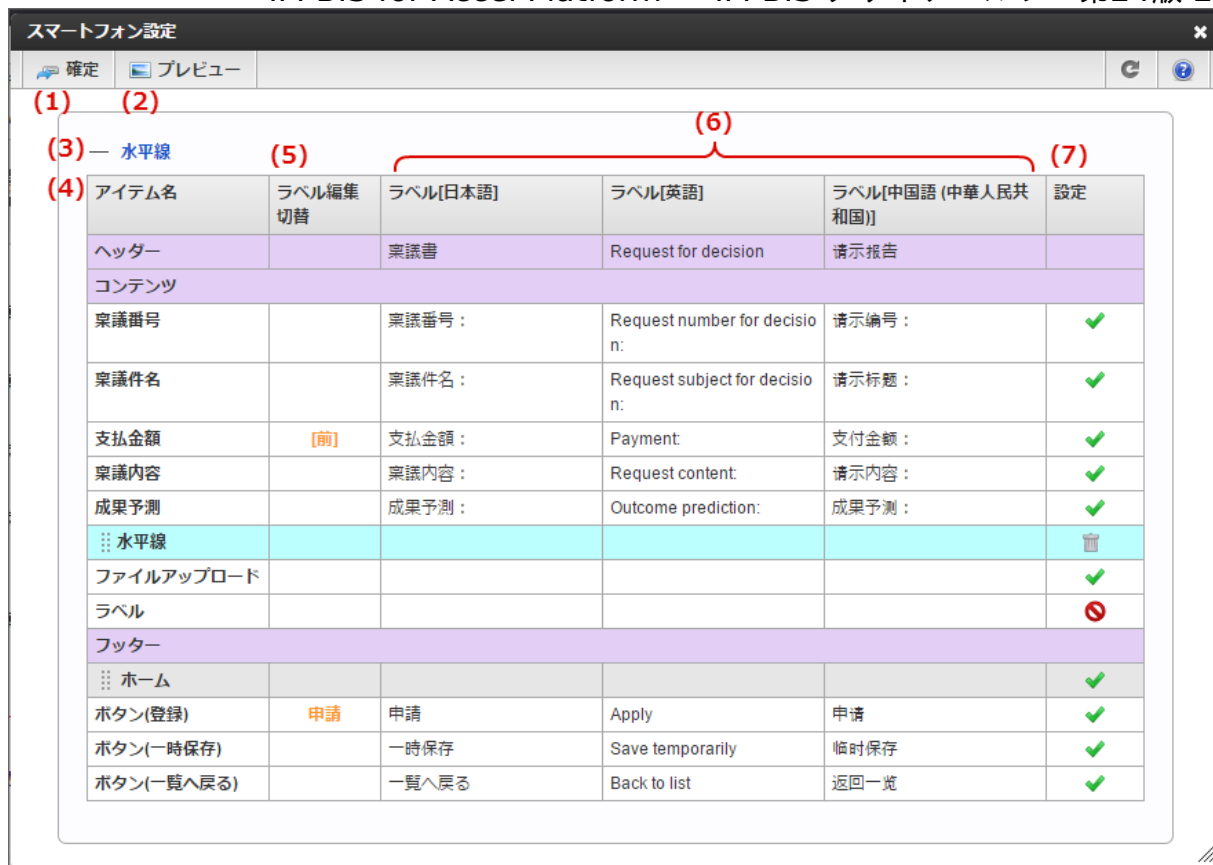 スマートフォン設定
確定 プレビュー
(1) (2)
(6)
(3) 水平線 (5) (7)
(4) アイテム名 ラベル編集切替 ラベル[日本語] ラベル[英語] ラベル[中国語 (中華人民共和国)] 設定
ヘッダー 稟議書 Request for decision 请示报告
コンテンツ
稟議番号 稟議番号： Request number for decision: 请示编号：
稟議件名 稟議件名： Request subject for decision: 请示标题：
支払金額 [前] 支払金額： Payment: 支付金额：
稟議内容 稟議内容： Request content: 请示内容：
成果予測 成果予測： Outcome prediction: 成果予测：
水平線
ファイルアップロード
ラベル
フッター
ホーム
ボタン(登録) 申請 申請 Apply 申请
ボタン(一時保存) 一時保存 Save temporarily 临时保存
ボタン(一覧へ戻る) 一覧へ戻る Back to list 返回一览